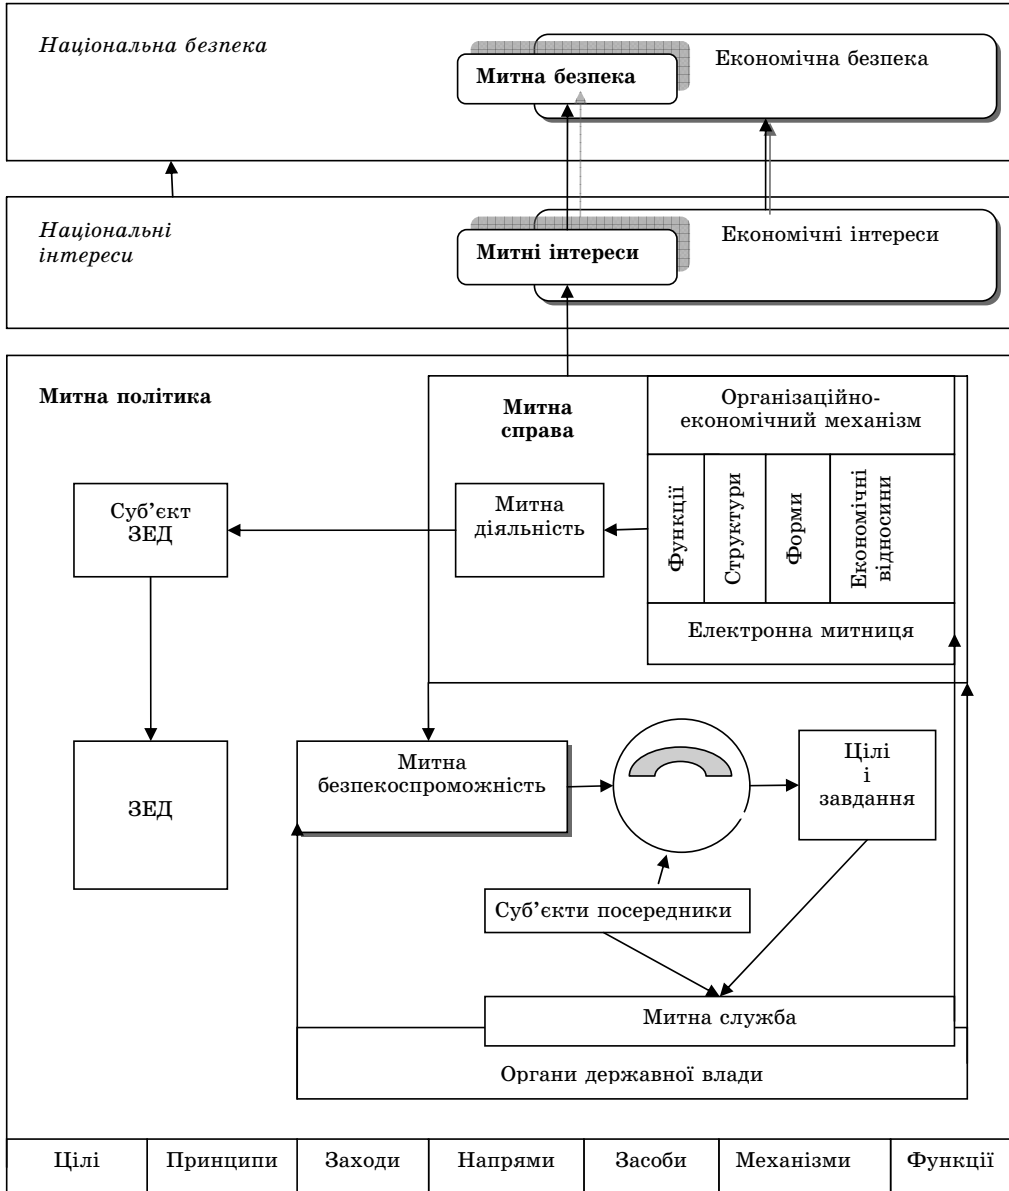 Національна безпека
Митна безпека
Економічна безпека
Національні
інтереси
Митні інтереси
Економічні інтереси
Митна політика
Митна
справа
Організаційно-
економічний механізм
Функції
Структури
Форми
Економічні
відносини
Електронна митниця
Митна
діяльність
Суб’єкт
ЗЕД
ЗЕД
Митна
безпекоспроможність
Цілі
і
завдання
Суб’єкти посередники
Митна служба
Органи державної влади
Цілі
Принципи
Заходи
Напрями
Засоби
Механізми
Функції